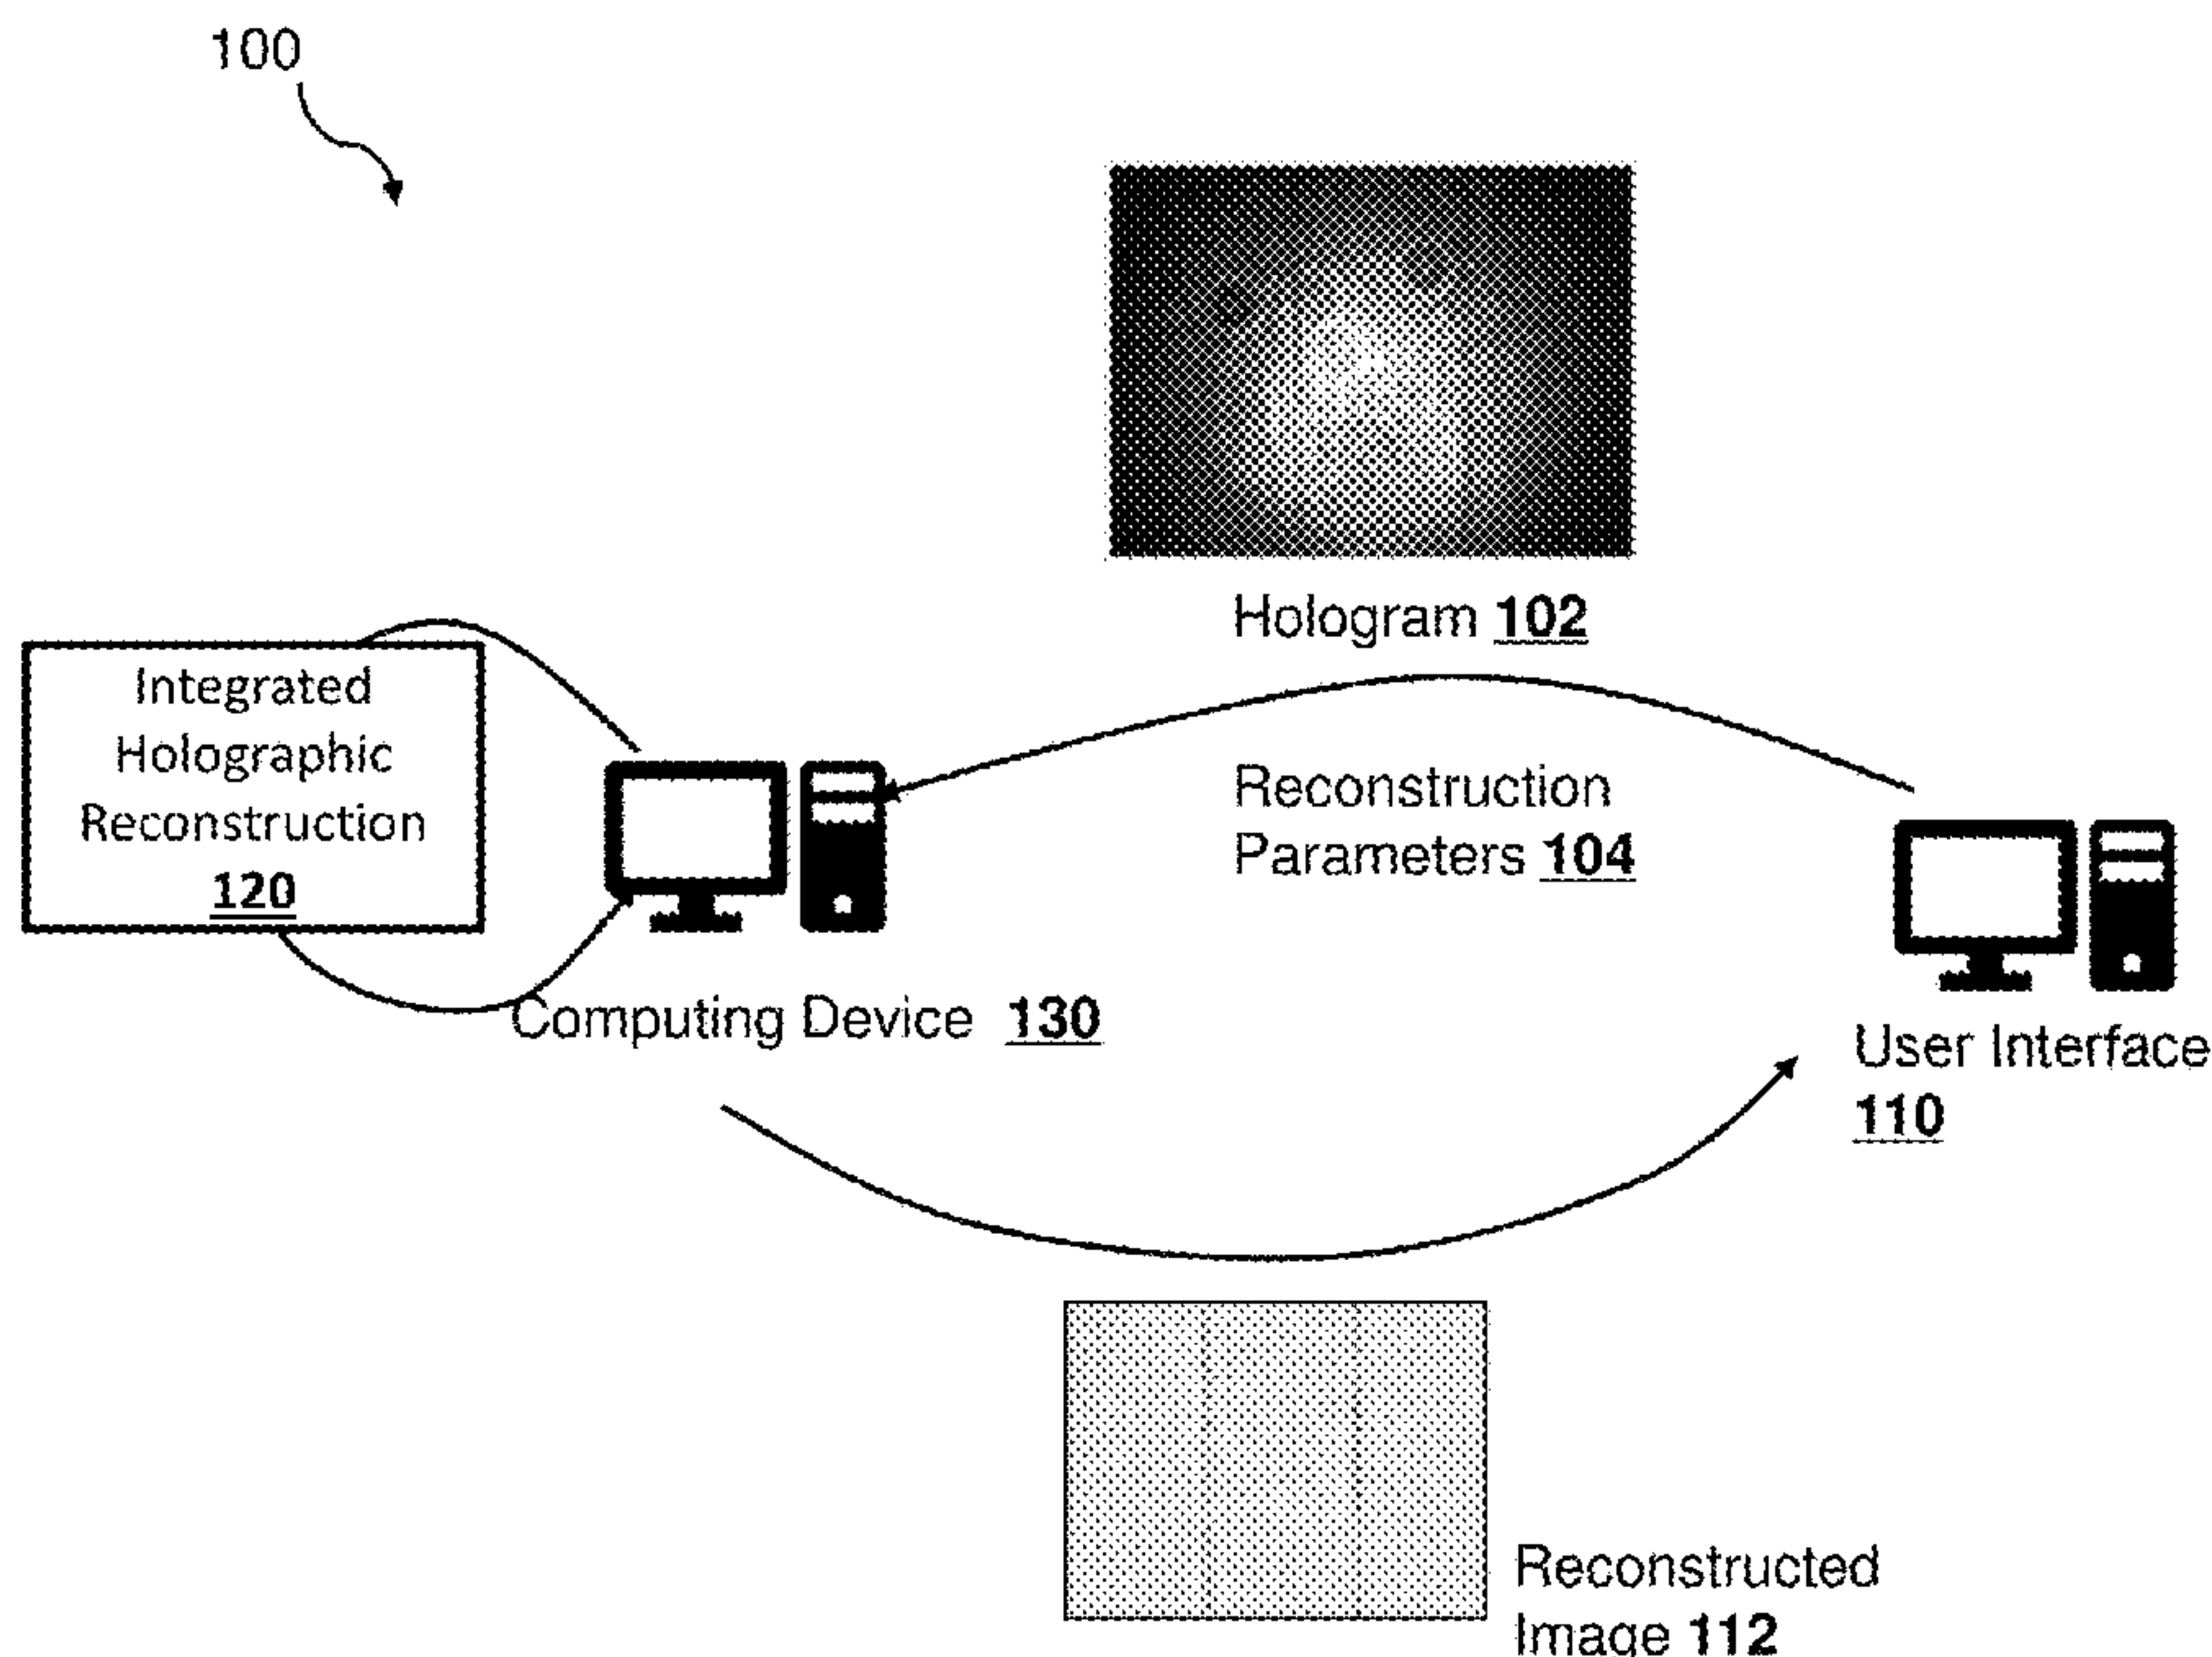 100
Hologram 102
Integrated
Holographic
Reconstruction
120
Reconstruction
Parameters 104
Computing Device 130
User Interface
110
Reconstructed
Image 112